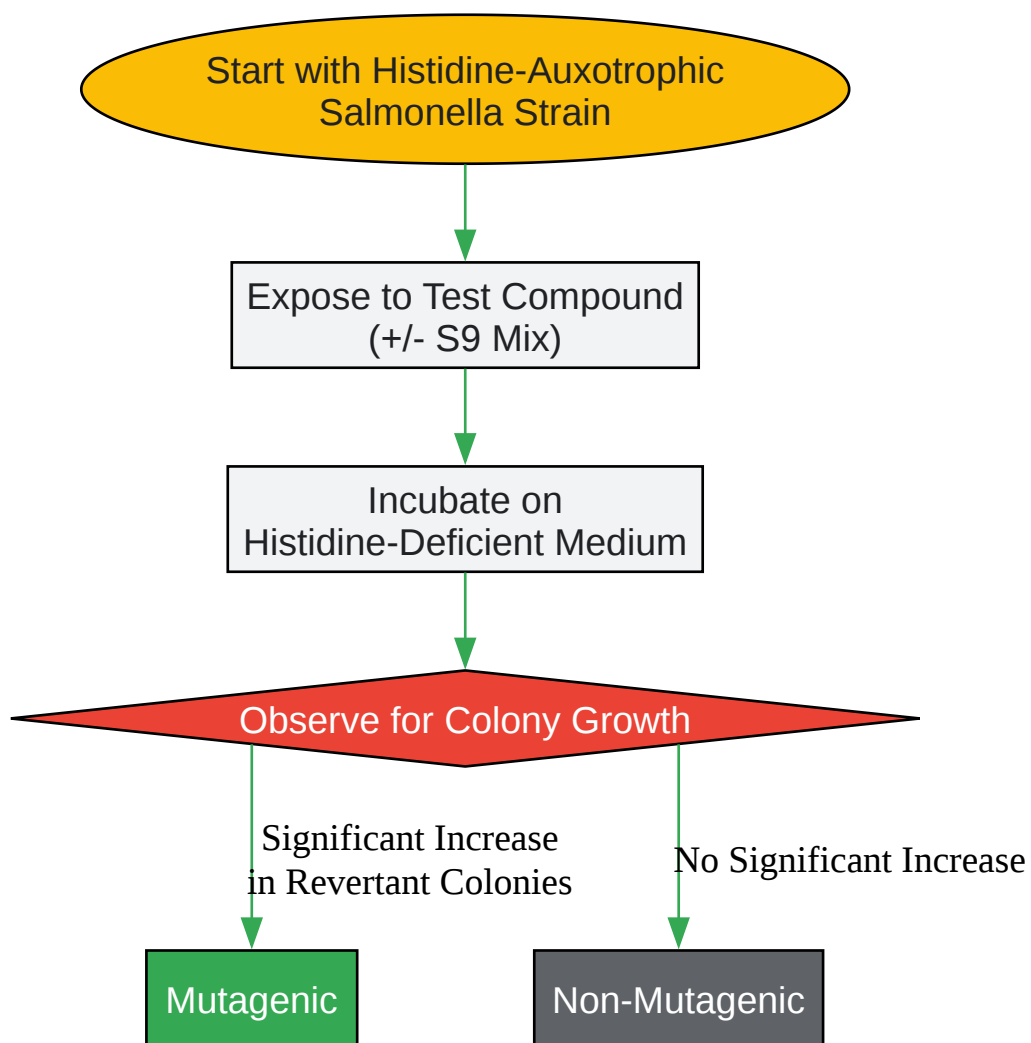 Start with Histidine-Auxotrophic
Salmonella Strain
Expose to Test Compound
(+/- S9 Mix)
Incubate on
Histidine-Deficient Medium
Observe for Colony Growth
Significant Increase
in Revertant Colonies
No Significant Increase
Mutagenic
Non-Mutagenic